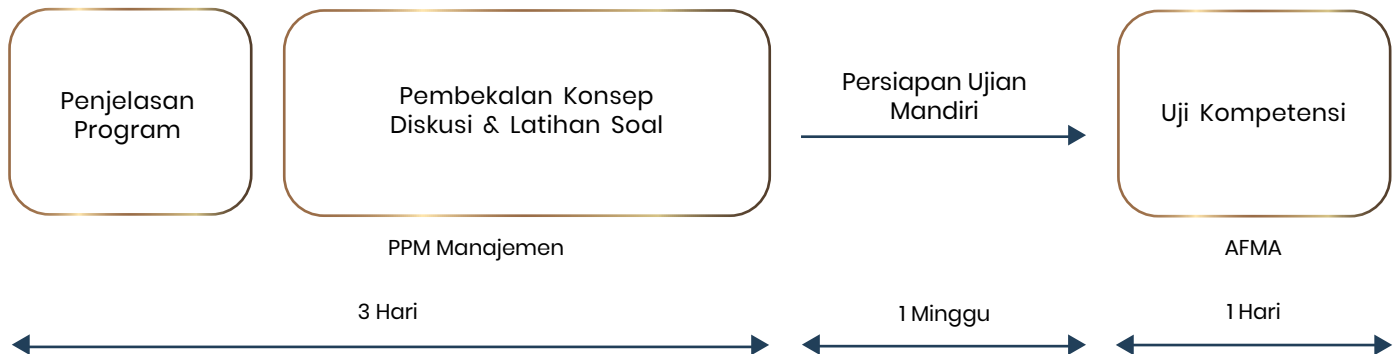 Penjelasan
Program
Pembekalan Konsep
Diskusi & Latihan Soal
Persiapan Ujian
Mandiri
Uji Kompetensi
PPM Manajemen
AFMA
3 Hari
1 Minggu
1 Hari